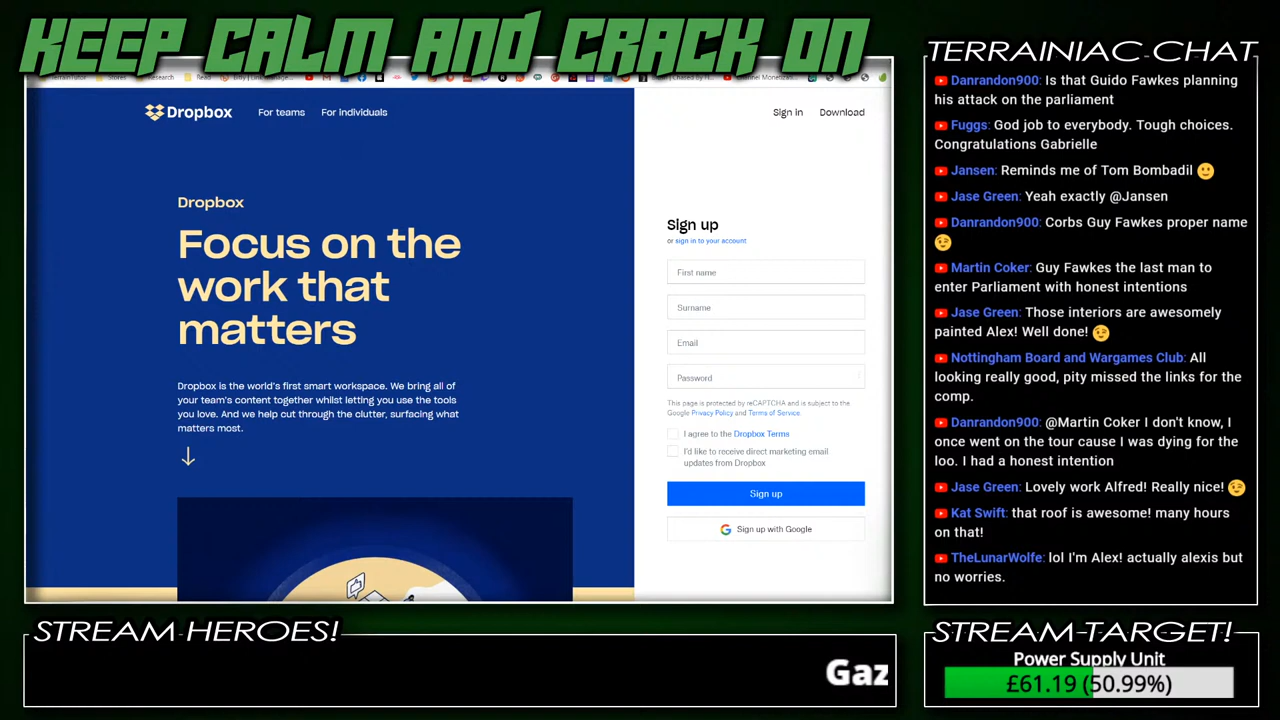 KEEP CALM AND CRACK ON
Stores
Research
Read
Dropbox
For teams
For individuals
Sign in
Download
Dropbox
Focus on the
work that
matters
Dropbox is the world's first smart workspace. We bring all
of your team's content together whilst letting you use the tools
you love. And we help cut through the clutter, surfacing what
matters most.
Sign up
or sign in to your account
First name
Surname
Email
Password
This page is protected by reCAPTCHA and is subject to the
Google Privacy Policy and Terms of Service.
I agree to the Dropbox Terms
I'd like to receive direct marketing email
updates from Dropbox
Sign up
Sign up with Google
TERRAINIAC CHAT
Danrandon900: Is that Guido Fawkes planning
his attack on the parliament
Fuggs: God job to everybody. Tough choices.
Congratulations Gabrielle
Jansen: Reminds me of Tom Bombadil
Jase Green: Yeah exactly @Jansen
Danrandon900: Corbs Guy Fawkes proper name
Martin Coker: Guy Fawkes the last man to
enter Parliament with honest intentions
Jase Green: Those interiors are awesomely
painted Alex! Well done!
Nottingham Board and Wargames Club: All
looking really good, pity missed the links for the
comp.
Danrandon900: @Martin Coker I don't know, I
once went on the tour cause I was dying for the
loo. I had a honest intention
Jase Green: Lovely work Alfred! Really nice!
Kat Swift: that roof is awesome! many hours
on that!
TheLunarWolfe: lol I'm Alex! actually alexis but
no worries.
STREAM HEROES!
Gaz
STREAM TARGET!
Power Supply Unit
£61.19 (50.99%)